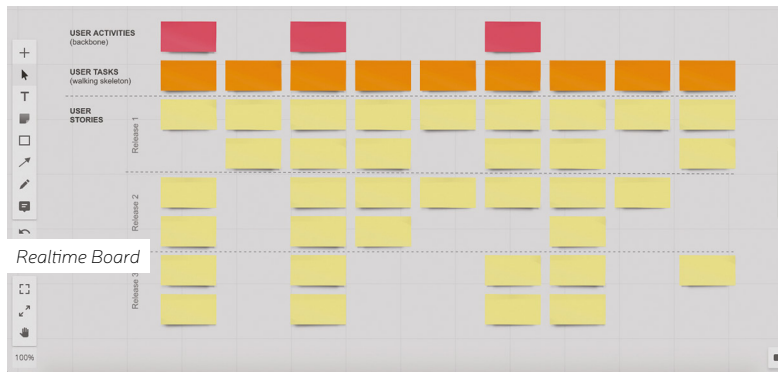 USER ACTIVITIES
(backbone)
USER TASKS
(walking skeleton)
USER
STORIES
Release 1
Release 2
Realtime Board
Release 3
100%